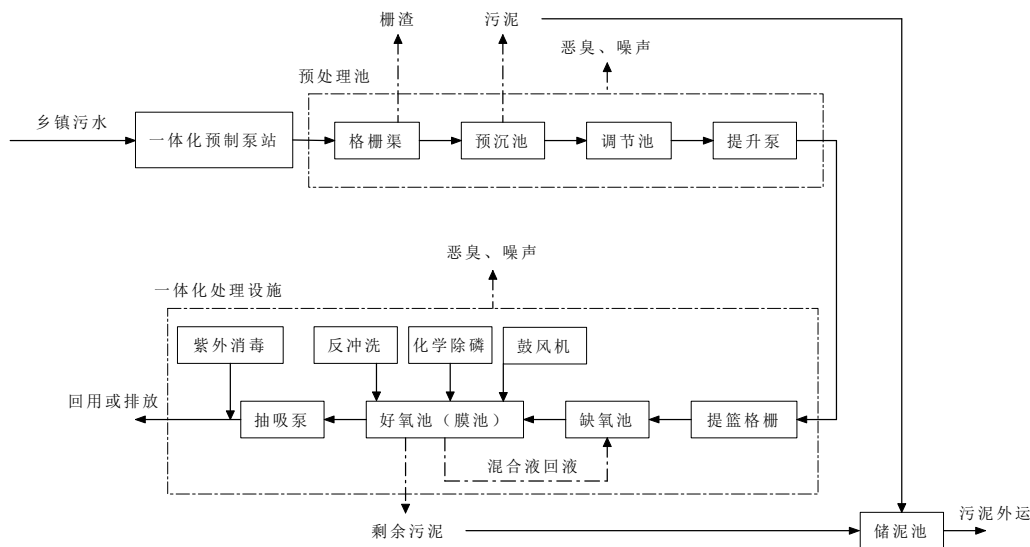 栅渣
污泥
恶臭、噪声
预处理池
乡镇污水
一体化预制泵站
格栅渠
预沉池
调节池
提升泵
恶臭、噪声
一体化处理设施
紫外消毒
反冲洗
化学除磷
鼓风机
回用或排放
抽吸泵
好氧池（膜池）
缺氧池
提篮格栅
混合液回液
剩余污泥
储泥池
污泥外运